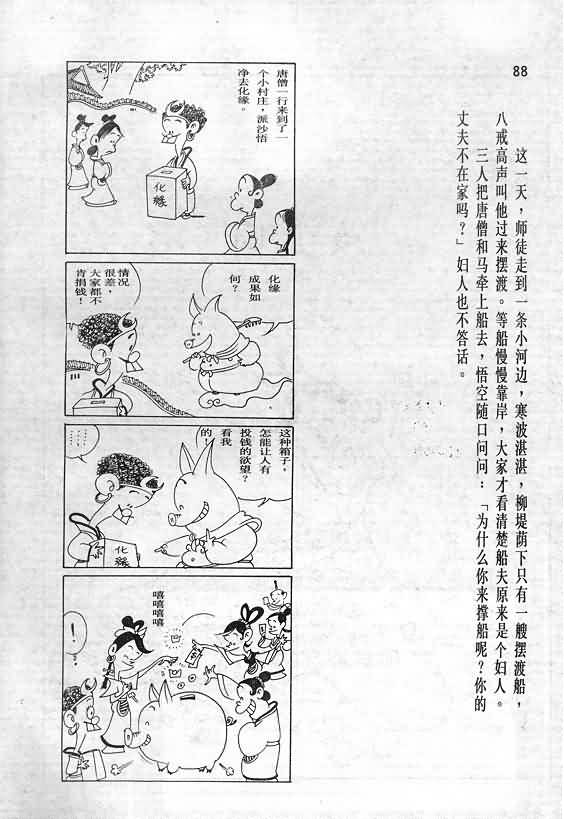 88
这一天，师徒走到一条小河边，寒波湛湛，柳堤荫下只有一艘摆渡船，
八戒高声叫他过来摆渡。等船慢慢靠岸，大家才看清楚船夫原来是个妇人。
三人把唐僧和马牵上船去，悟空随口问问：「为什么你来撑船呢？你的
丈夫不在家吗？」妇人也不答话。
唐僧一行来到了一
个小村庄，派沙悟
净去化缘。
化
缘
化缘
成果如
何？
情况
很差，
大家都不
肯捐钱！
这种箱子，
怎能让人有
投钱的欲望？
看我
的！
………
………
化
缘
嘻嘻嘻嘻
！？